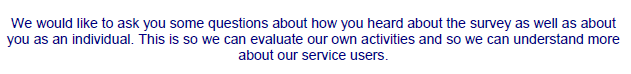 We would like to ask you some questions about how you heard about the survey as well as about
you as an individual. This is so we can evaluate our own activities and so we can understand more
about our service users.